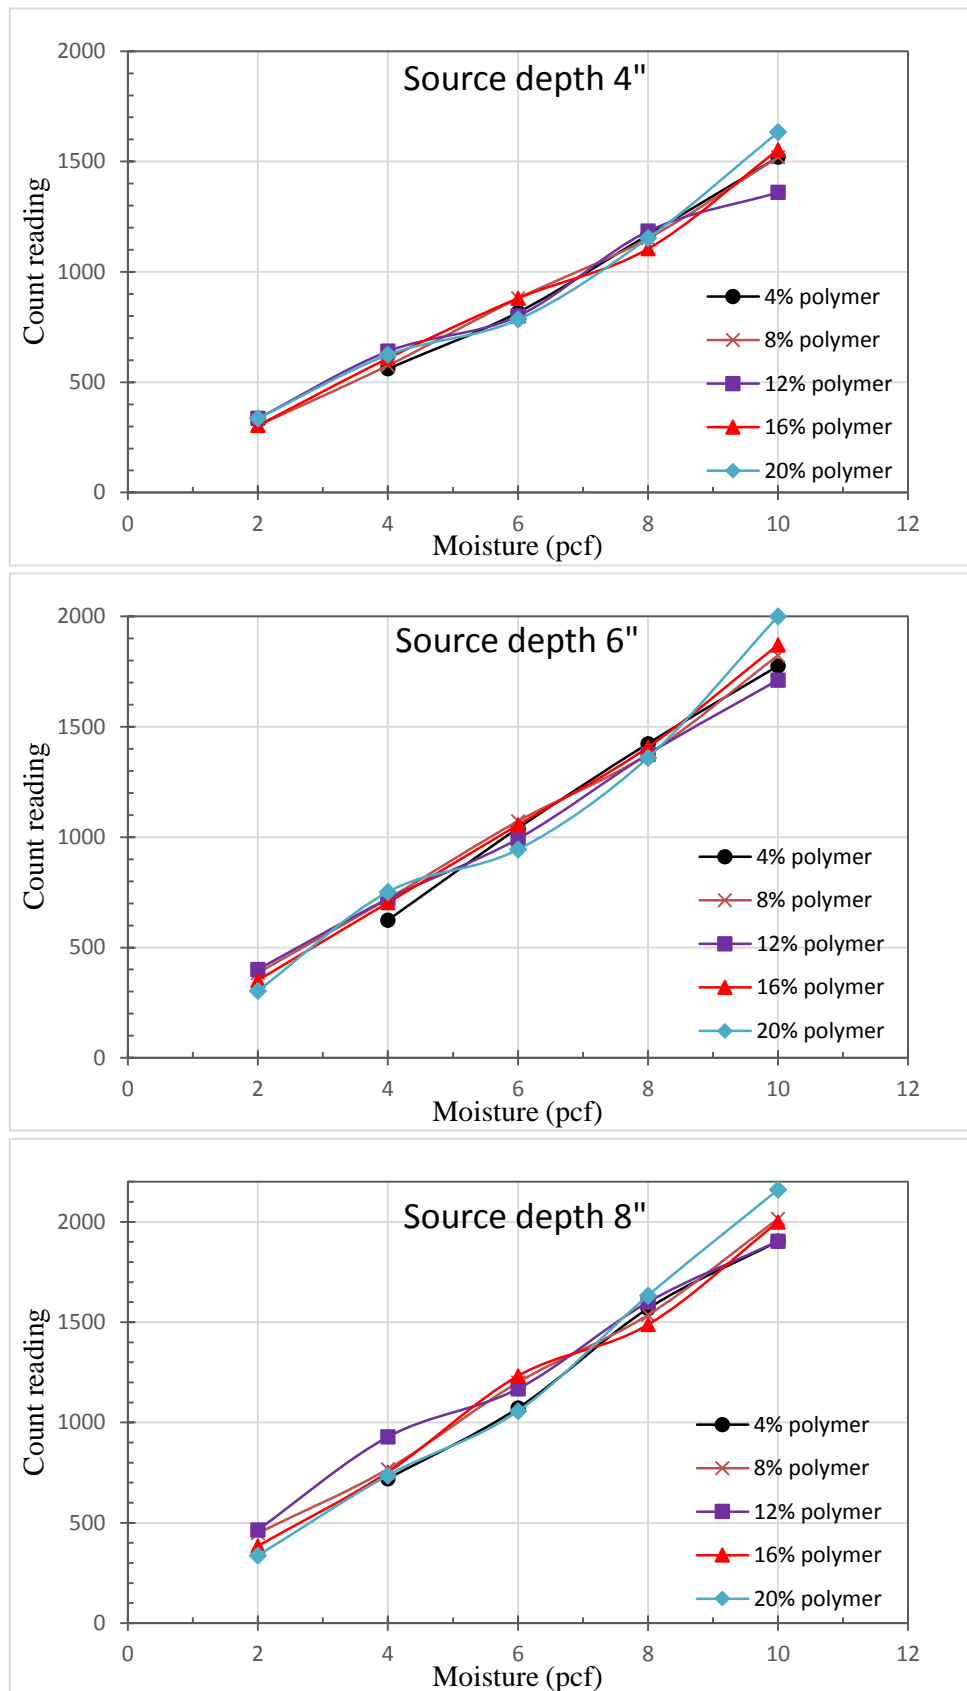 Source depth 4"
2000
1500
1000
500
0
Count reading
4% polymer
8% polymer
12% polymer
16% polymer
20% polymer
0 2 4 6 8 10 12
Moisture (pcf)
Source depth 6"
2000
1500
1000
500
0
Count reading
4% polymer
8% polymer
12% polymer
16% polymer
20% polymer
0 2 4 6 8 10 12
Moisture (pcf)
Source depth 8"
2000
1500
1000
500
0
Count reading
4% polymer
8% polymer
12% polymer
16% polymer
20% polymer
0 2 4 6 8 10 12
Moisture (pcf)